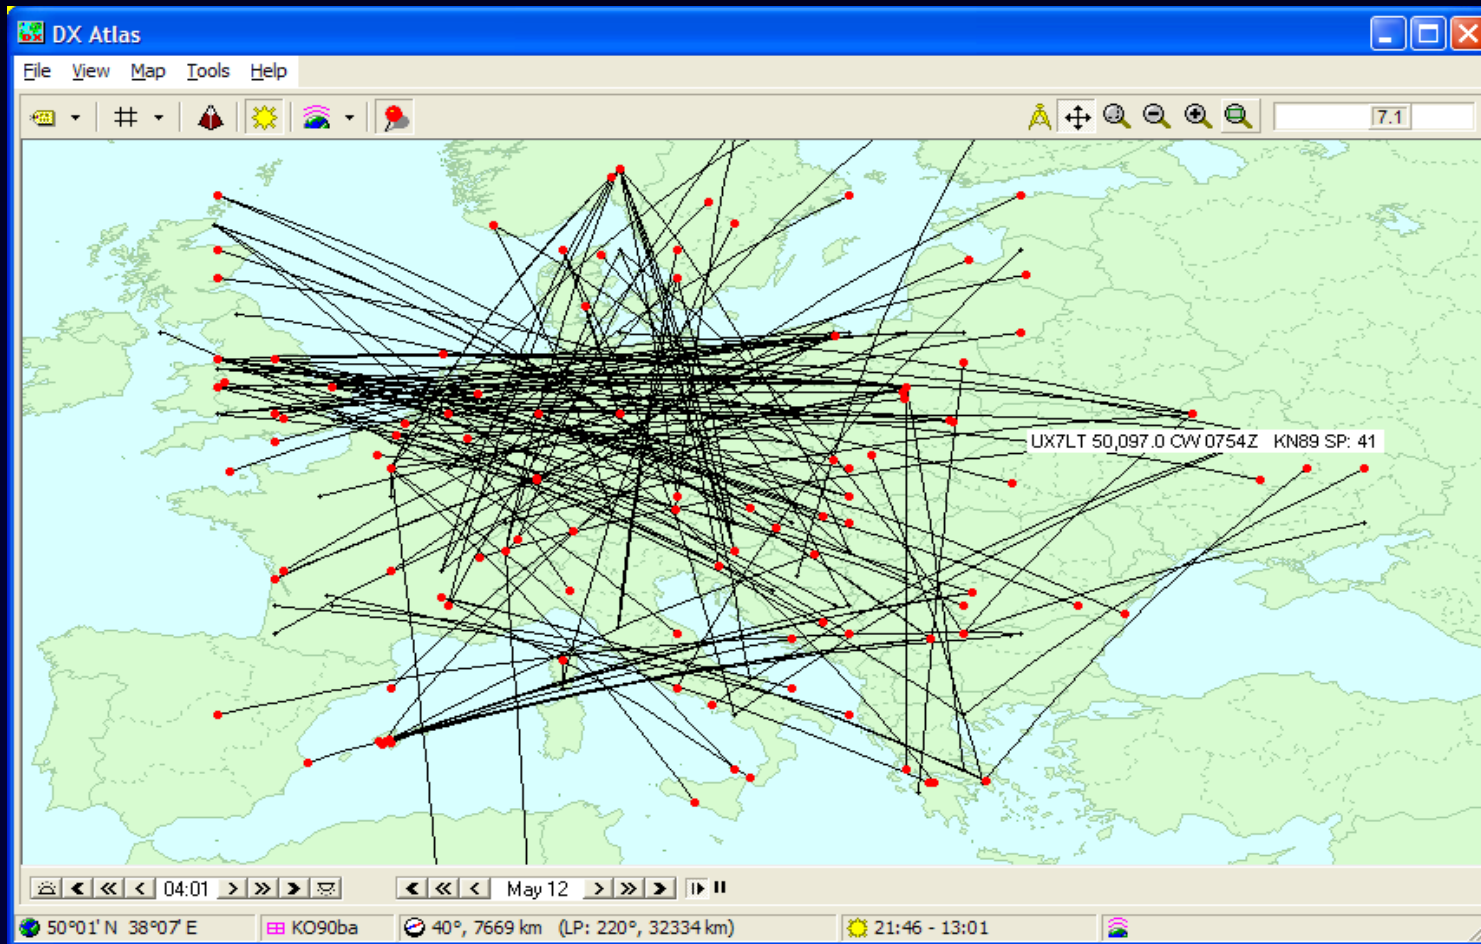 DX Atlas
File View Map Tools Help
7.1
UX7LT 50,097.0 CW 0754Z KN89 SP: 41
04:01 May 12
50°01' N 38°07' E KO90ba 40°, 7669 km (LP: 220°, 32334 km) 21:46 - 13:01